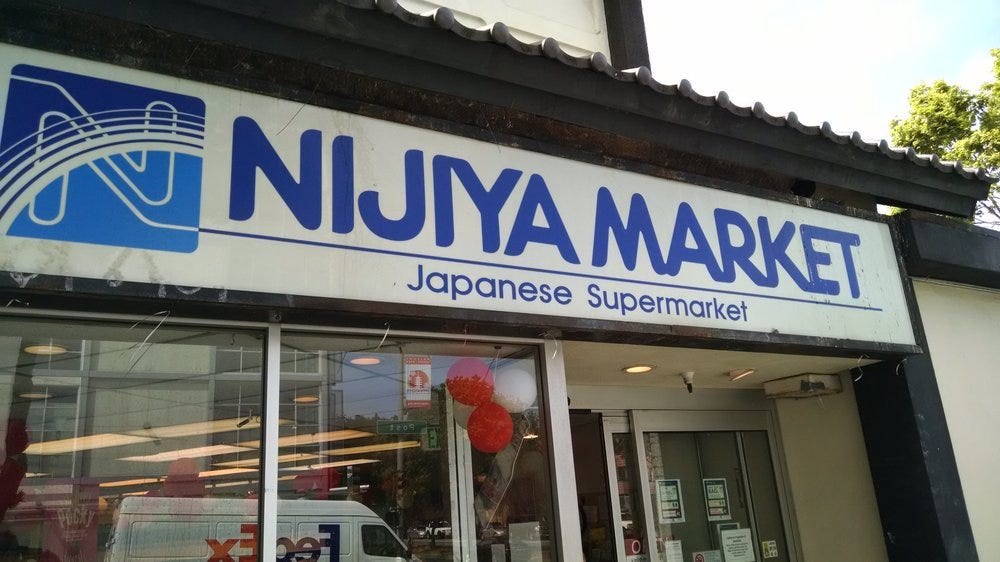 NIJIYA MARKET
Japanese Supermarket
Post
FedEx